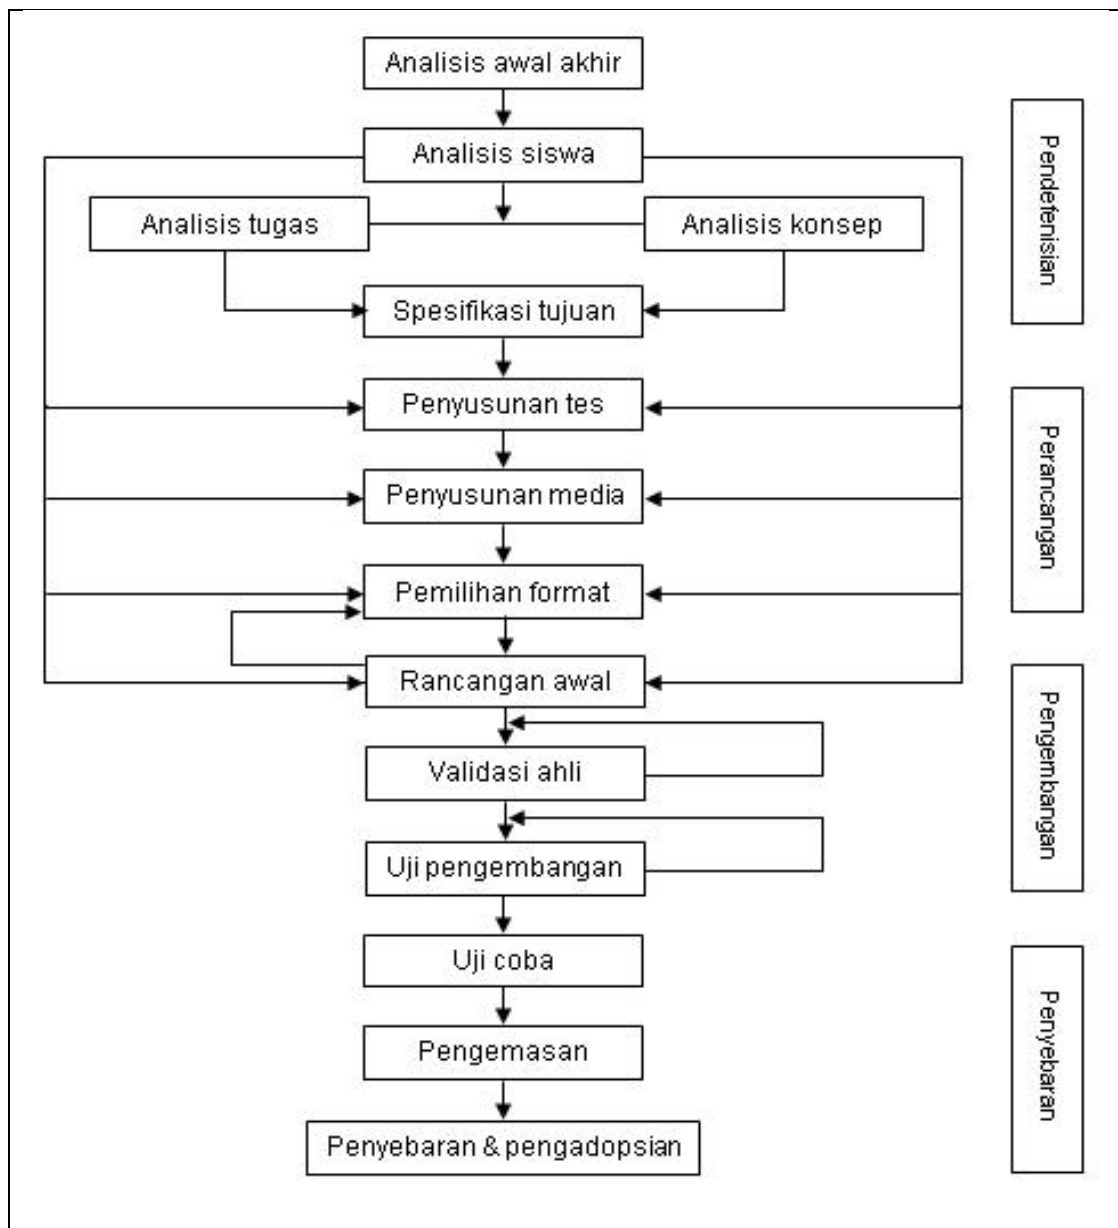 Analisis awal akhir
Analisis siswa
Analisis tugas
Analisis konsep
Spesifikasi tujuan
Penyusunan tes
Penyusunan media
Pemilihan format
Rancangan awal
Validasi ahli
Uji pengembangan
Uji coba
Pengemasan
Penyebaran & pengadopsian
Pendefenisian
Perancangan
Pengembangan
Penyebaran